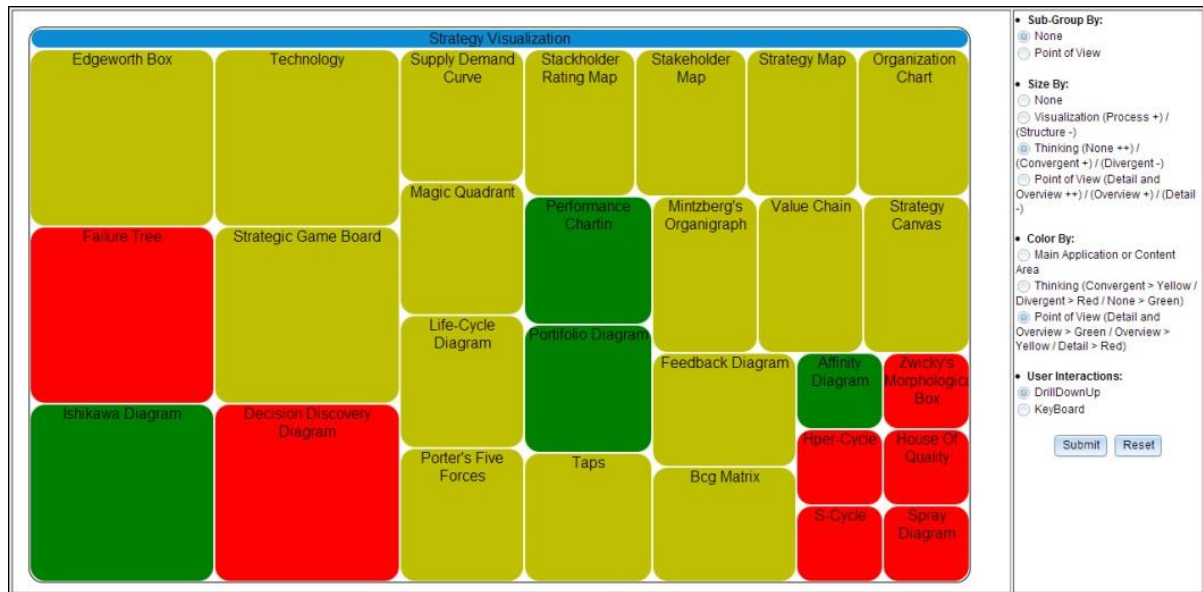 Strategy Visualization
Edgeworth Box
Technology
Supply Demand
Curve
Stackholder
Rating Map
Stakeholder
Map
Strategy Map
Organization
Chart
Magic Quadrant
Performance
Chartin
Mintzberg's
Organigraph
Value Chain
Strategy
Canvas
Failure Tree
Strategic Game Board
Life-Cycle
Diagram
Portifolio Diagram
Feedback Diagram
Affinity
Diagram
Zwicky's
Morphologica
Box
Ishikawa Diagram
Decision Discovery
Diagram
Hper-Cycle
House Of
Quality
Porter's Five
Forces
Taps
Bcg Matrix
S-Cycle
Spray
Diagram
• Sub-Group By:
None
Point of View
• Size By:
None
Visualization (Process +) /
(Structure -)
Thinking (None ++) /
(Convergent +) / (Divergent -)
Point of View (Detail and
Overview ++) / (Overview +) / (Detail
-)
• Color By:
Main Application or Content
Area
Thinking (Convergent > Yellow /
Divergent > Red / None > Green)
Point of View (Detail and
Overview > Green / Overview >
Yellow / Detail > Red)
• User Interactions:
DrillDownUp
KeyBoard
Submit Reset